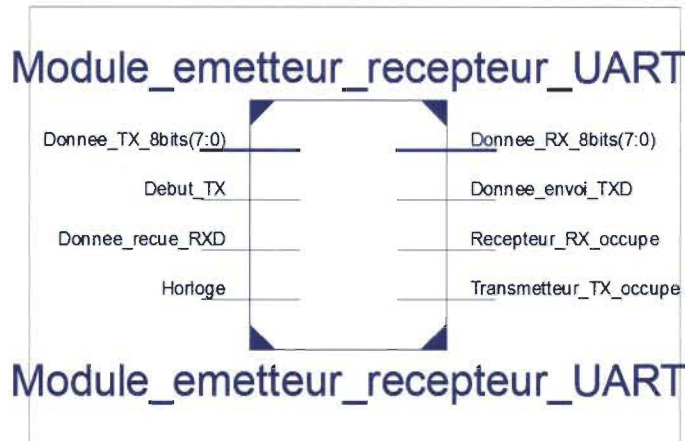 Module_emetteur_recepteur_UART
Donnee_TX_8bits(7:0)
Donnee_RX_8bits(7:0)
Debut_TX
Donnee_envoi_TXD
Donnee_recue_RXD
Recepteur_RX_occupe
Horloge
Transmetteur_TX_occupe
Module_emetteur_recepteur_UART